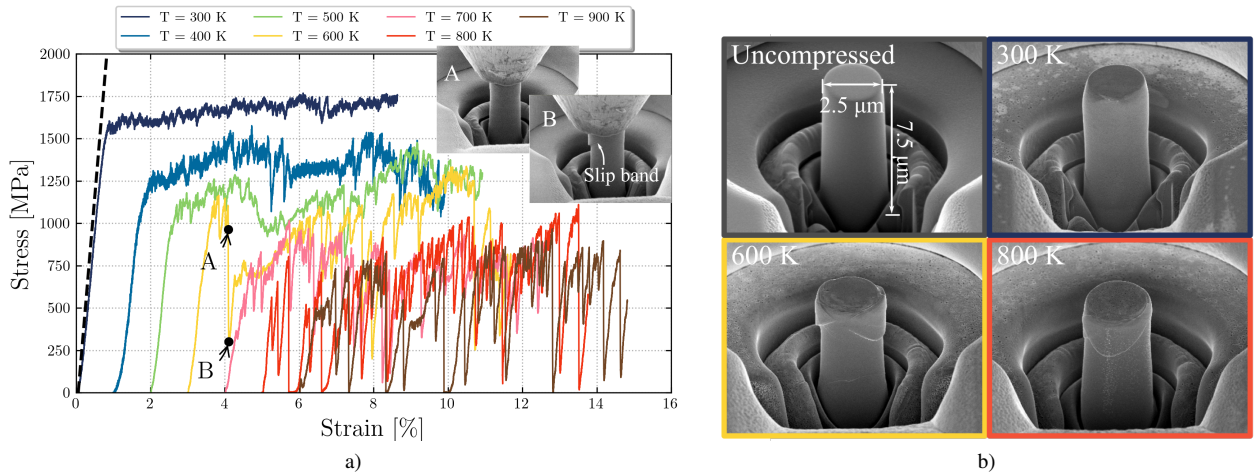 T = 300 K T = 500 K T = 700 K T = 900 K
T = 400 K T = 600 K T = 800 K
2000
1750
1500
1250
1000
750
500
250
0
Stress [MPa]
0 2 4 6 8 10 12 14 16
Strain [%]
A
B
A
B
Slip band
a)
Uncompressed
2.5 μm
7.5 μm
300 K
600 K
800 K
b)